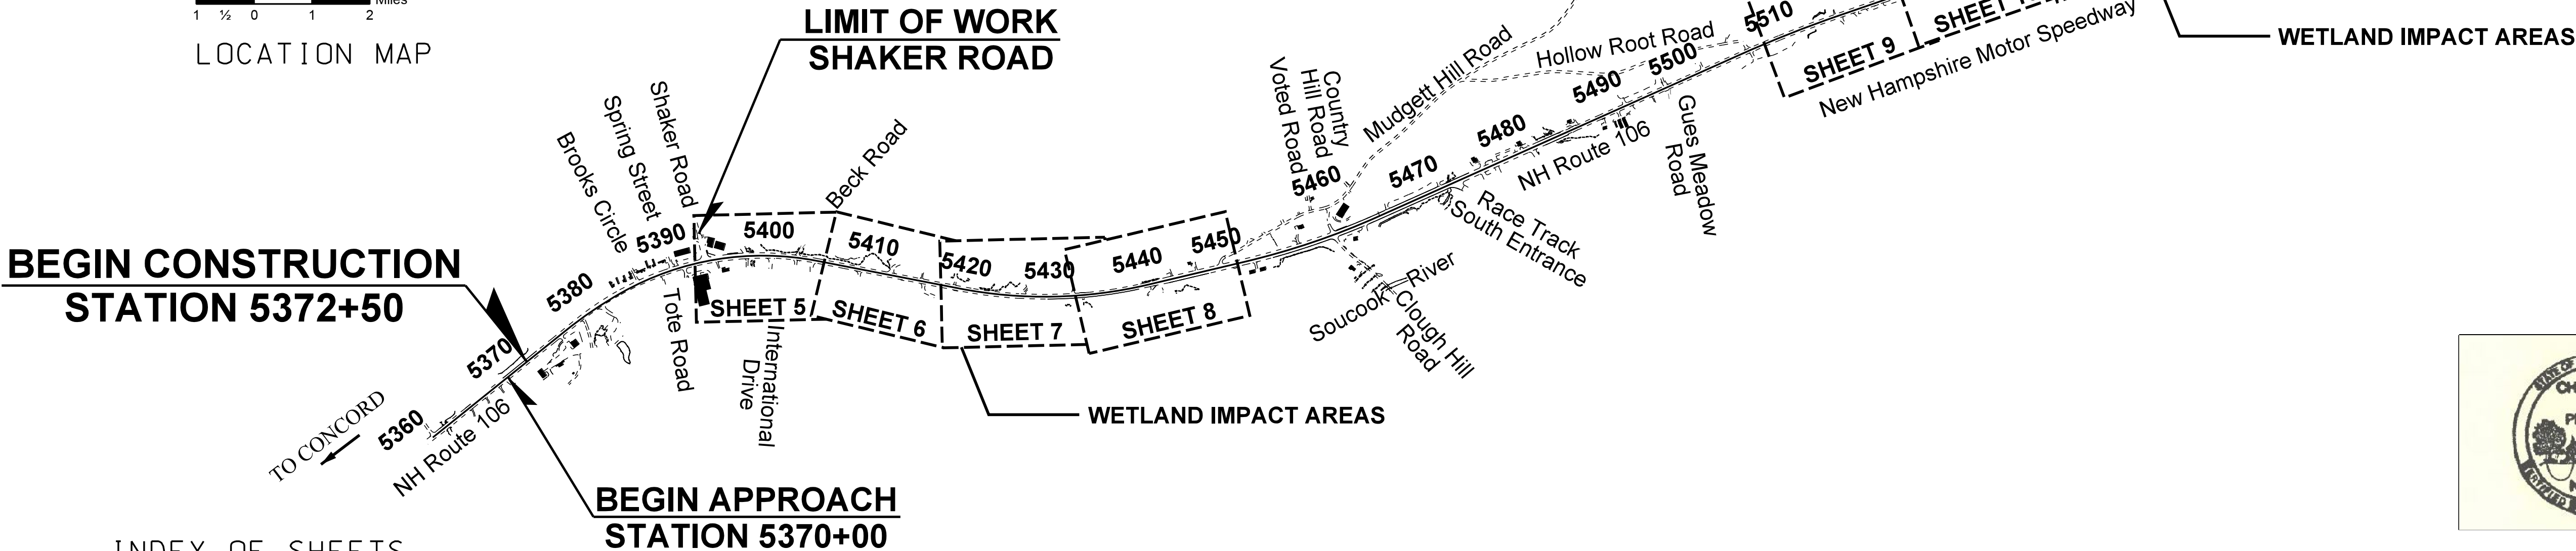 Miles
1 ½ 0 1 2
LOCATION MAP
LIMIT OF WORK
SHAKER ROAD
WETLAND IMPACT AREAS
5510
SHEET 9
New Hampshire Motor Speedway
Hollow Root Road
5500
5490
Mudgett Hill Road
Country
Hill Road
Voted Road
5480
NH Route 106
Gues Meadow
Road
5470
5460
Race Track
South Entrance
Soucook River
Clough Hill
Road
Shaker Road
Spring Street
Brooks Circle
Beck Road
5390
5400
5410
5420
5430
5440
5450
SHEET 5
SHEET 6
SHEET 7
SHEET 8
BEGIN CONSTRUCTION
STATION 5372+50
5380
5370
5360
Tote Road
International
Drive
TO CONCORD
NH Route 106
WETLAND IMPACT AREAS
BEGIN APPROACH
STATION 5370+00
INDEX OF SHEETS
STATE OF